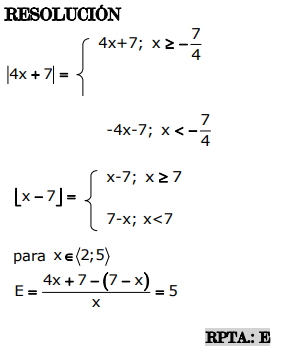 RESOLUCIÓN
4x+7; x ≥ −7/4
|4x + 7| =
-4x-7; x < −7/4
x-7; x ≥ 7
⌊x − 7⌋ =
7-x; x<7
para x ∈ ⟨2;5⟩
E = (4x + 7 − (7 − x))/x = 5
RPTA.: E